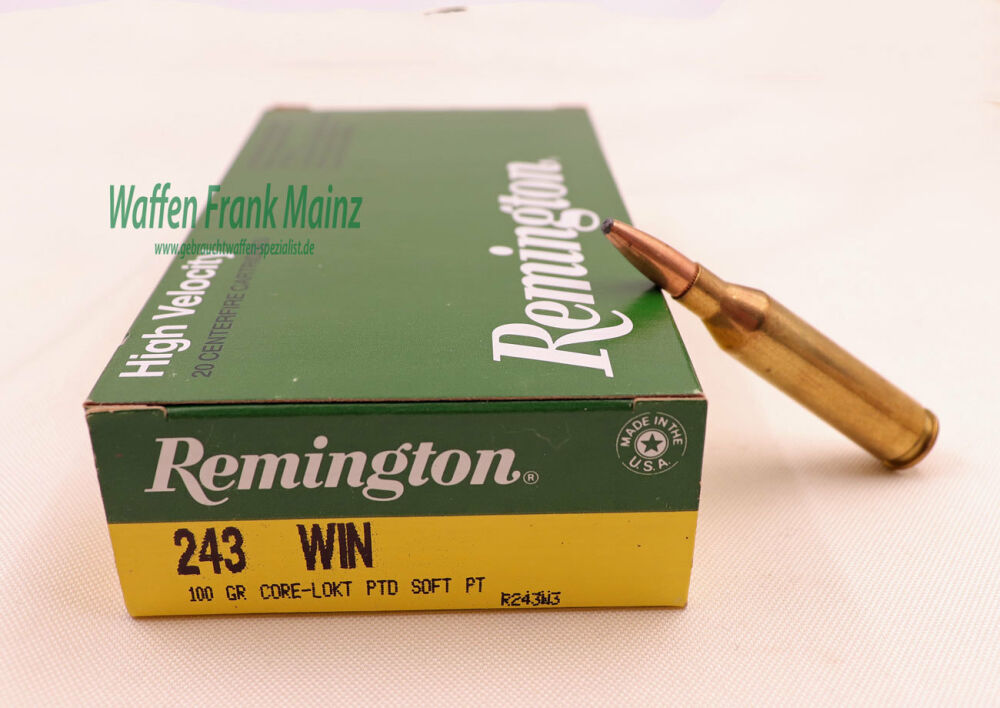 Waffen Frank Mainz
www.gebrauchtwaffen-spezialist.de
High Velocity
20 CENTERFIRE
Remington®
Remington®
MADE IN THE
U.S.A.
243 WIN
100 GR CORE-LOKT PTD SOFT PT
R243W3